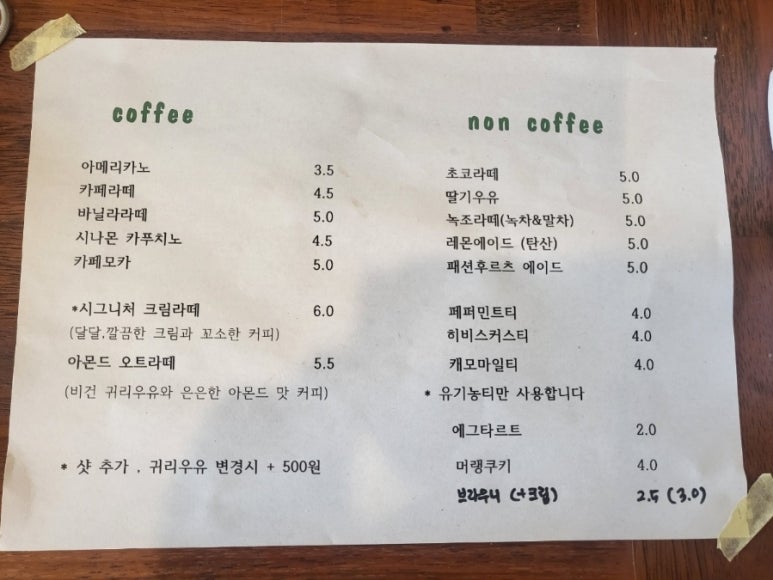 coffee
아메리카노 3.5
카페라떼 4.5
바닐라라떼 5.0
시나몬 카푸치노 4.5
카페모카 5.0
*시그니처 크림라떼 6.0
(달달,깔끔한 크림과 꼬소한 커피)
아몬드 오트라떼 5.5
(비건 귀리우유와 은은한 아몬드 맛 커피)
* 샷 추가 . 귀리우유 변경시 + 500원
non coffee
초코라떼 5.0
딸기우유 5.0
녹조라떼(녹차&말차) 5.0
레몬에이드 (탄산) 5.0
패션후르츠 에이드 5.0
페퍼민트티 4.0
히비스커스티 4.0
캐모마일티 4.0
* 유기농티만 사용합니다
에그타르트 2.0
머랭쿠키 4.0
브라우니 (+크림) 2.5 (3.0)